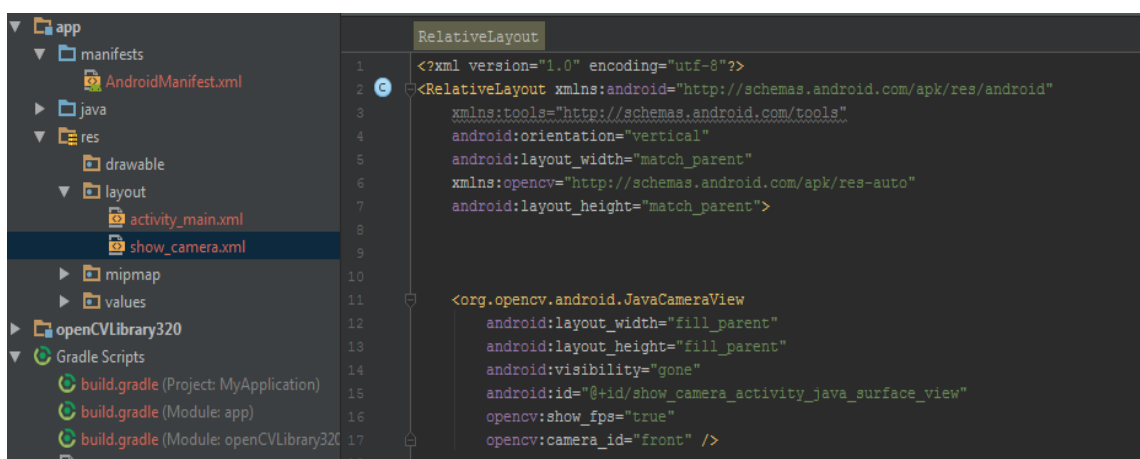 app
manifests
AndroidManifest.xml
java
res
drawable
layout
activity_main.xml
show_camera.xml
mipmap
values
openCVLibrary320
Gradle Scripts
build.gradle (Project: MyApplication)
build.gradle (Module: app)
build.gradle (Module: openCVLibrary320
RelativeLayout
1 <?xml version="1.0" encoding="utf-8"?>
2 C <RelativeLayout xmlns:android="http://schemas.android.com/apk/res/android"
3 xmlns:tools="http://schemas.android.com/tools"
4 android:orientation="vertical"
5 android:layout_width="match_parent"
6 xmlns:opencv="http://schemas.android.com/apk/res-auto"
7 android:layout_height="match_parent">
8
9
10
11 <org.opencv.android.JavaCameraView
12 android:layout_width="fill_parent"
13 android:layout_height="fill_parent"
14 android:visibility="gone"
15 android:id="@+id/show_camera_activity_java_surface_view"
16 opencv:show_fps="true"
17 opencv:camera_id="front" />